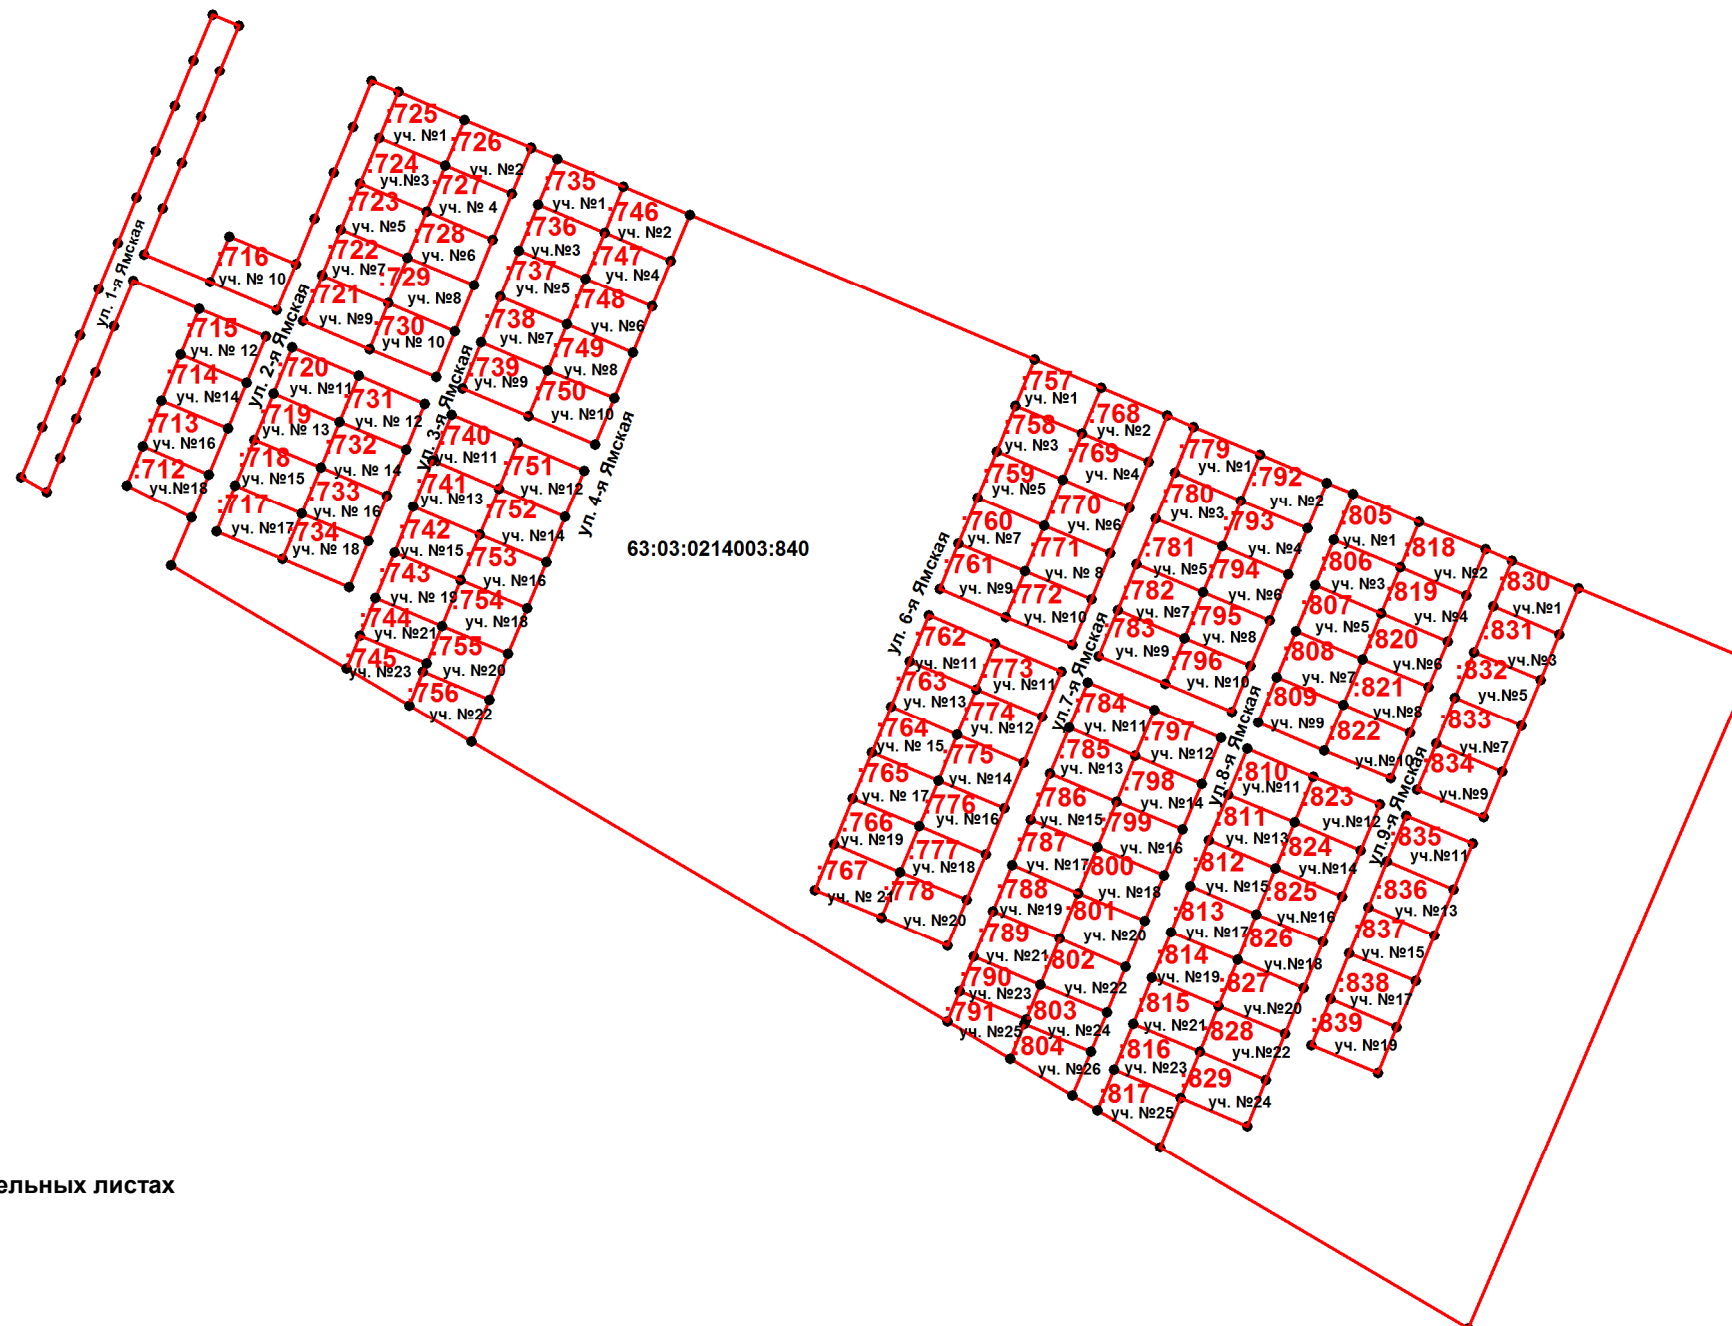 ул. 1-я Ямская
:716
уч. № 10
:715
уч. № 12
:714
уч. №14
:713
уч. №16
:712
уч.№18
ул. 2-я Ямская
:725
уч. №1
:724
уч.№3
:723
уч. №5
:722
уч. №7
:721
уч. №9
:726
уч. №2
:727
уч. № 4
:728
уч. №6
:729
уч. №8
:730
уч № 10
:720
уч. №11
:719
уч. № 13
:718
уч. №15
:717
уч. №17
:731
уч. № 12
:732
уч. № 14
:733
уч. № 16
:734
уч. № 18
ул. 3-я Ямская
:735
уч. №1
:736
уч.№3
:737
уч. №5
:738
уч. №7
:739
уч. №9
:746
уч. №2
:747
уч. №4
:748
уч. №6
:749
уч. №8
:750
уч. №10
:740
уч. №11
:741
уч. №13
:742
уч. №15
:743
уч. № 19
:744
уч. №21
:745
уч. №23
:751
уч. №12
:752
уч. №14
:753
уч. №16
:754
уч. №18
:755
уч. №20
:756
уч. №22
ул. 4-я Ямская
63:03:0214003:840
ул. 6-я Ямская
:757
уч. №1
:758
уч. №3
:759
уч. №5
:760
уч. №7
:761
уч. №9
:768
уч. №2
:769
уч. №4
:770
уч. №6
:771
уч. № 8
:772
уч. №10
:762
уч. №11
:763
уч. №13
:764
уч. № 15
:765
уч. № 17
:766
уч. №19
:767
уч. № 21
:773
уч. №11
:774
уч. №12
:775
уч. №14
:776
уч. №16
:777
уч. №18
:778
уч. №20
ул.7-я Ямская
:779
уч. №1
:780
уч. №3
:781
уч. №5
:782
уч. №7
:783
уч. №9
:792
уч. №2
:793
уч. №4
:794
уч. №6
:795
уч. №8
:796
уч. №10
:784
уч. №11
:785
уч. №13
:786
уч. №15
:787
уч. №17
:788
уч. №19
:789
уч. №21
:790
уч. №23
:791
уч. №25
:797
уч. №12
:798
уч. №14
:799
уч. №16
:800
уч. №18
:801
уч. №20
:802
уч. №22
:803
уч. №24
:804
уч. №26
ул.8-я Ямская
:805
уч. №1
:806
уч. №3
:807
уч. №5
:808
уч. №7
:809
уч. №9
:818
уч. №2
:819
уч. №4
:820
уч.№6
:821
уч.№8
:822
уч.№10
:810
уч.№11
:811
уч. №13
:812
уч. №15
:813
уч. №17
:814
уч. №19
:815
уч. №21
:816
уч. №23
:817
уч. №25
:823
уч.№12
:824
уч.№14
:825
уч.№16
:826
уч.№18
:827
уч.№20
:828
уч.№22
:829
уч. №24
ул.9-я Ямская
:830
уч.№1
:831
уч.№3
:832
уч. №5
:833
уч.№7
:834
уч.№9
:835
уч.№11
:836
уч. №13
:837
уч. №15
:838
уч. №17
:839
уч. №19
ельных листах